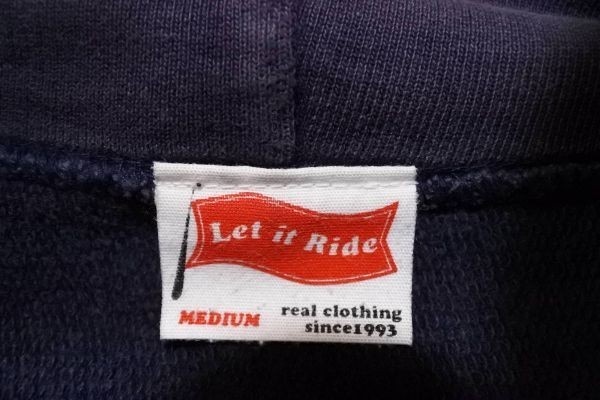 Let it Ride
MEDIUM
real clothing
since1993